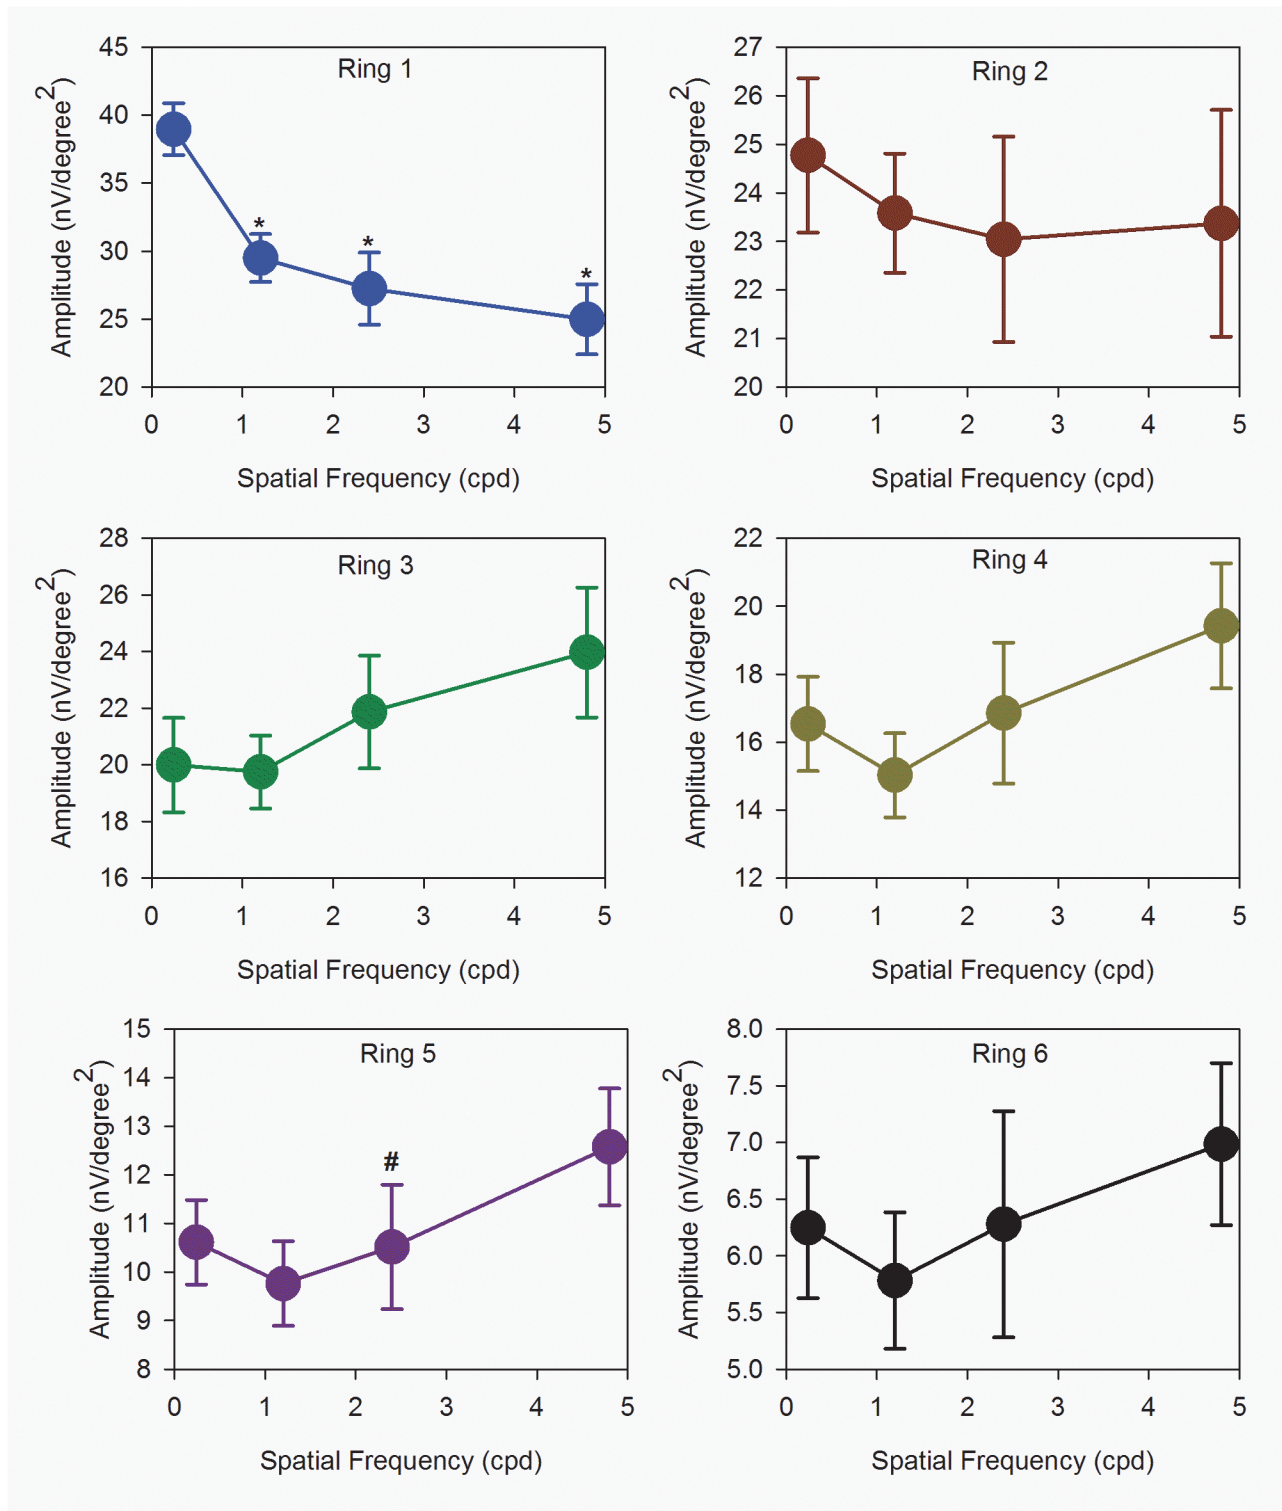 Ring 1
Amplitude (nV/degree²)
45
40
35
30
25
20
*
*
*
0 1 2 3 4 5
Spatial Frequency (cpd)
Ring 2
Amplitude (nV/degree²)
27
26
25
24
23
22
21
20
0 1 2 3 4 5
Spatial Frequency (cpd)
Ring 3
Amplitude (nV/degree²)
28
26
24
22
20
18
16
0 1 2 3 4 5
Spatial Frequency (cpd)
Ring 4
Amplitude (nV/degree²)
22
20
18
16
14
12
0 1 2 3 4 5
Spatial Frequency (cpd)
Ring 5
Amplitude (nV/degree²)
15
14
13
12
11
10
9
8
#
0 1 2 3 4 5
Spatial Frequency (cpd)
Ring 6
Amplitude (nV/degree²)
8.0
7.5
7.0
6.5
6.0
5.5
5.0
0 1 2 3 4 5
Spatial Frequency (cpd)